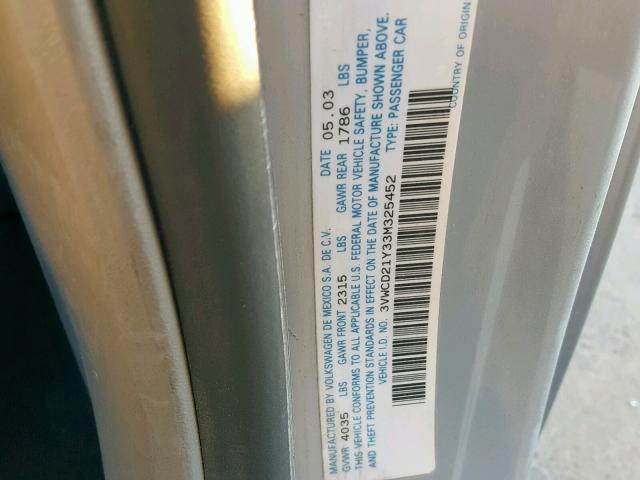 MANUFACTURED BY VOLKSWAGEN DE MEXICO S.A. DE C.V. DATE 05.03
GVWR 4035 LBS GAWR FRONT 2315 LBS GAWR REAR 1786 LBS
THIS VEHICLE CONFORMS TO ALL APPLICABLE U.S. FEDERAL MOTOR VEHICLE SAFETY, BUMPER,
AND THEFT PREVENTION STANDARDS IN EFFECT ON THE DATE OF MANUFACTURE SHOWN ABOVE.
VEHICLE I.D. NO. 3VWCD21Y33M325452 TYPE: PASSENGER CAR
COUNTRY OF ORIGIN